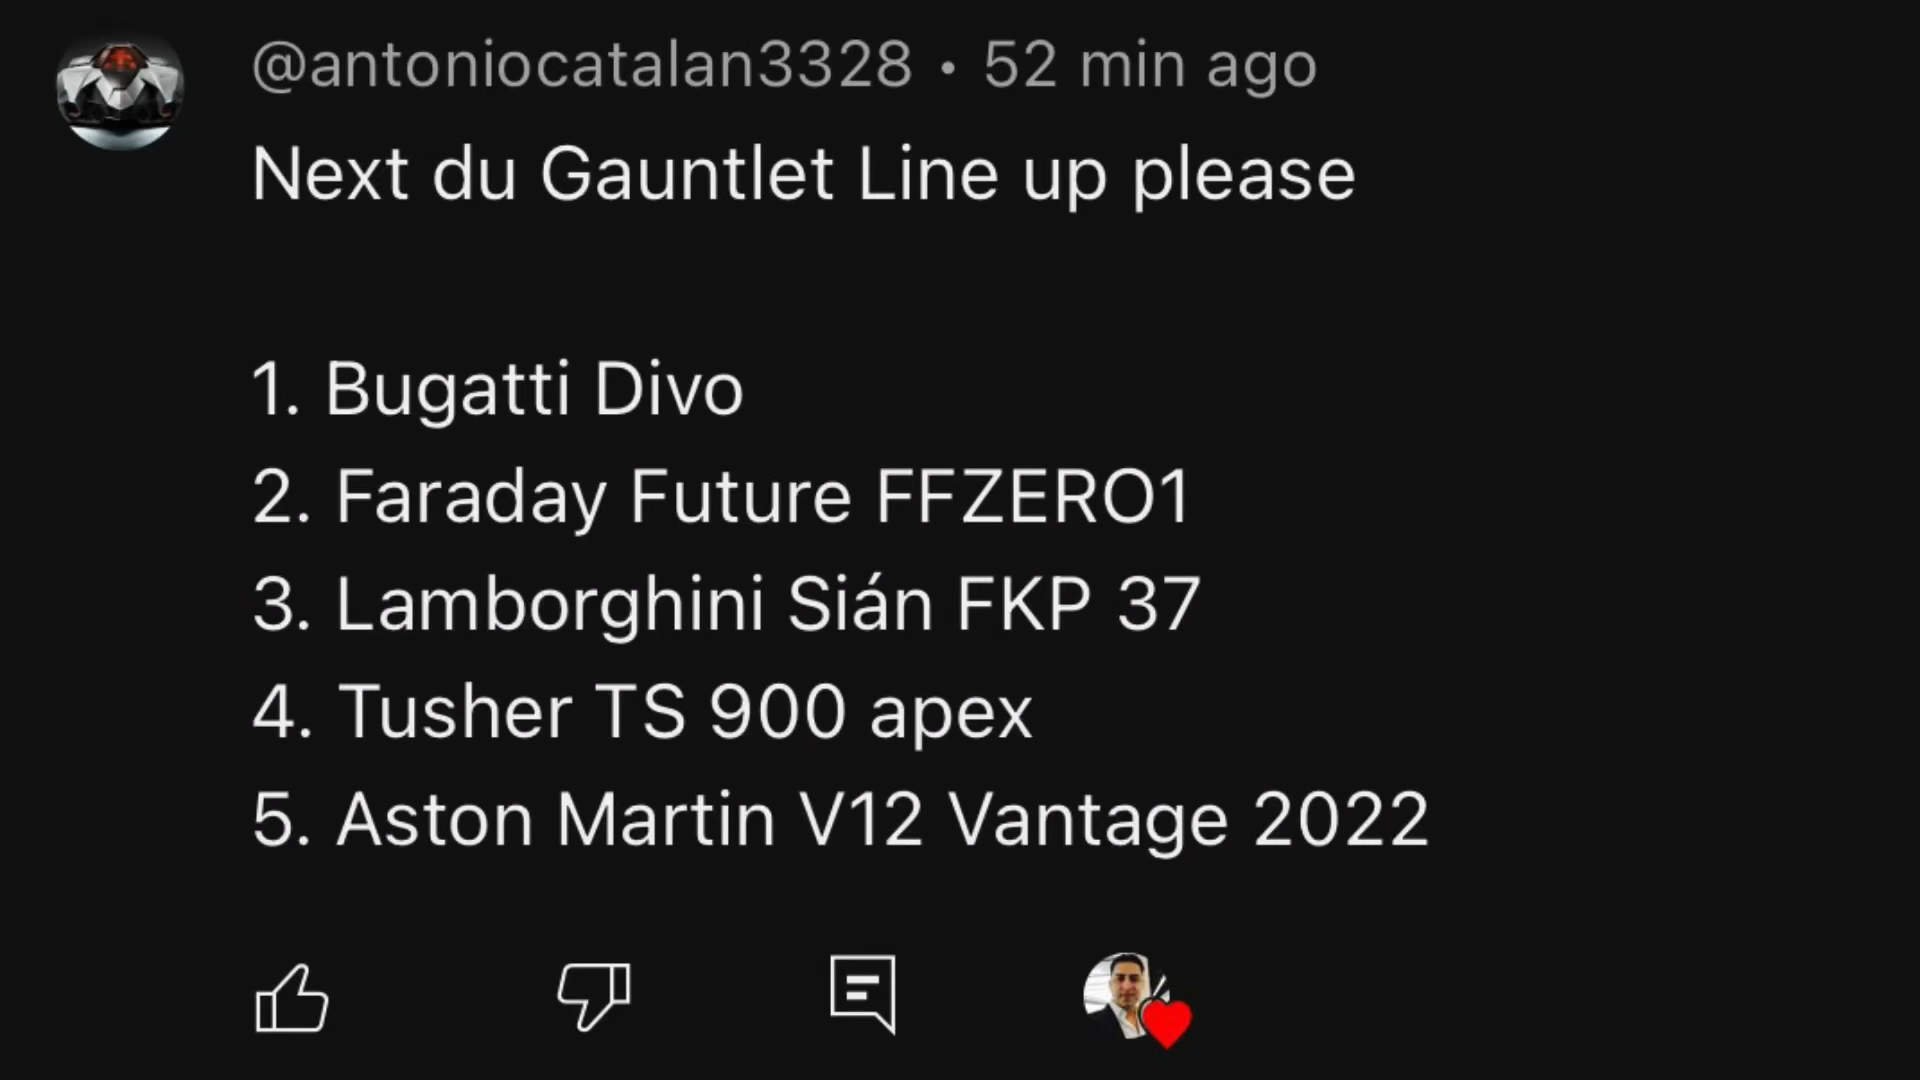 @antoniocatalan3328 • 52 min ago
Next du Gauntlet Line up please
1. Bugatti Divo
2. Faraday Future FFZERO1
3. Lamborghini Sián FKP 37
4. Tusher TS 900 apex
5. Aston Martin V12 Vantage 2022